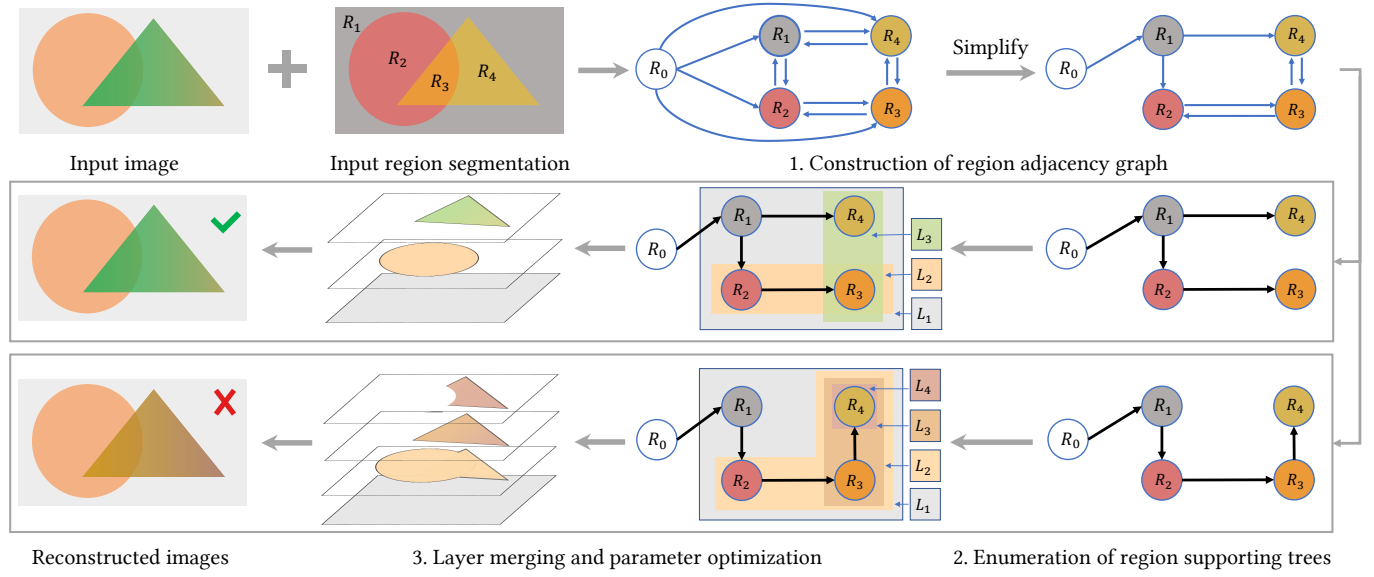 R₁
R₂
R₃
R₄
R₀
R₁
R₄
R₂
R₃
Simplify
R₀
R₁
R₄
R₂
R₃
Input image
Input region segmentation
1. Construction of region adjacency graph
R₀
R₁
R₄
R₂
R₃
L₃
L₂
L₁
R₀
R₁
R₄
R₂
R₃
R₀
R₁
R₄
R₂
R₃
L₄
L₃
L₂
L₁
R₀
R₁
R₄
R₂
R₃
Reconstructed images
3. Layer merging and parameter optimization
2. Enumeration of region supporting trees